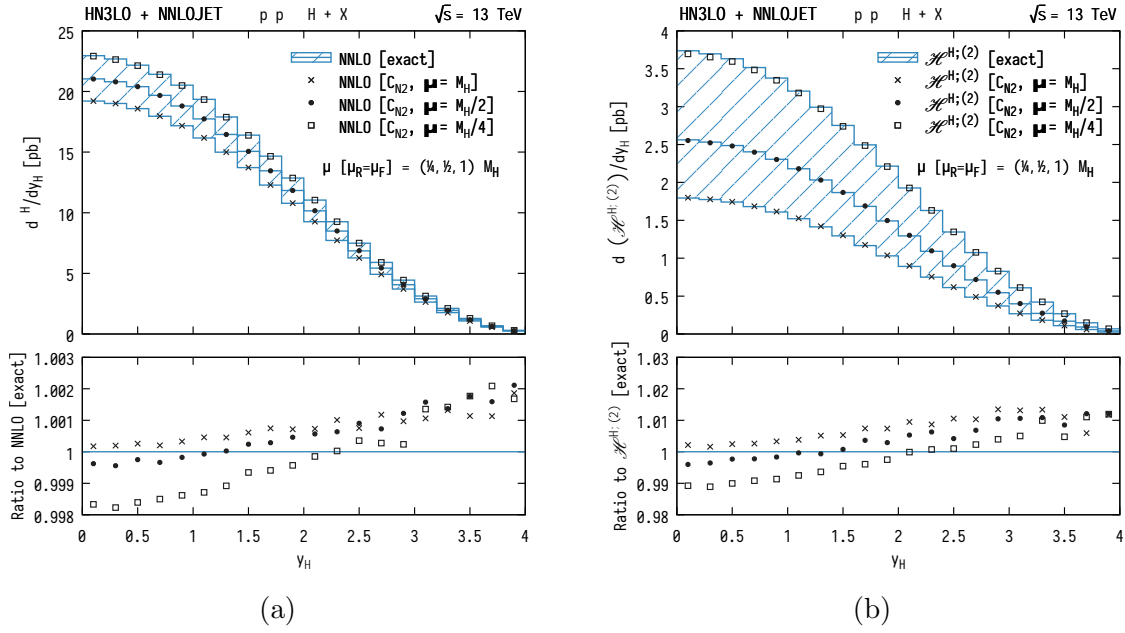 HN3LO + NNLOJET p p H + X √s = 13 TeV
25
20
15
10
5
0
d H/dyH [pb]
NNLO [exact]
NNLO [CN2, μ= MH]
NNLO [CN2, μ= MH/2]
NNLO [CN2, μ= MH/4]
μ [μR=μF] = (¼, ½, 1) MH
1.003
1.002
1.001
1
0.999
0.998
Ratio to NNLO [exact]
0 0.5 1 1.5 2 2.5 3 3.5 4
yH
(a)
HN3LO + NNLOJET p p H + X √s = 13 TeV
4
3.5
3
2.5
2
1.5
1
0.5
0
d (ℋH;(2))/dyH [pb]
ℋH;(2) [exact]
ℋH;(2) [CN2, μ= MH]
ℋH;(2) [CN2, μ= MH/2]
ℋH;(2) [CN2, μ= MH/4]
μ [μR=μF] = (¼, ½, 1) MH
1.03
1.02
1.01
1
0.99
0.98
Ratio to ℋH;(2) [exact]
0 0.5 1 1.5 2 2.5 3 3.5 4
yH
(b)